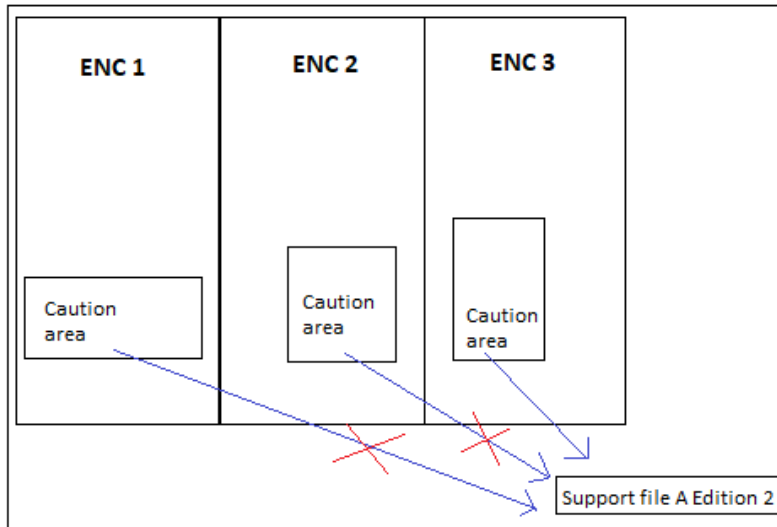 ENC 1
ENC 2
ENC 3
Caution
area
Caution
area
Caution
area
Support file A Edition 2